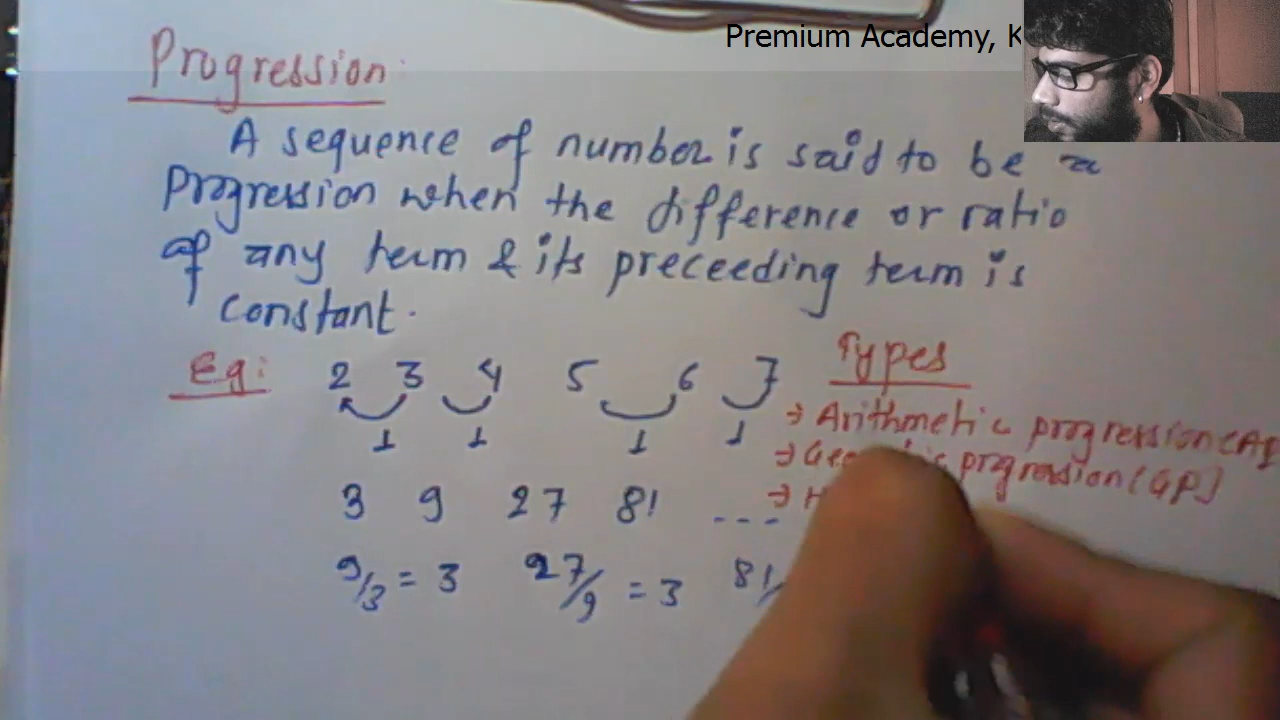 Premium Academy, K
Progression
A sequence of number is said to be a
progression when the difference or ratio
of any term & its preceeding term is
constant.
Eg: 2 3 4 5 6 7
1 1 1 1
3 9 27 81 ---
9/3 = 3 27/9 = 3 81/
Types
→ Arithmetic progression (AP
→ progression (GP)
→ H